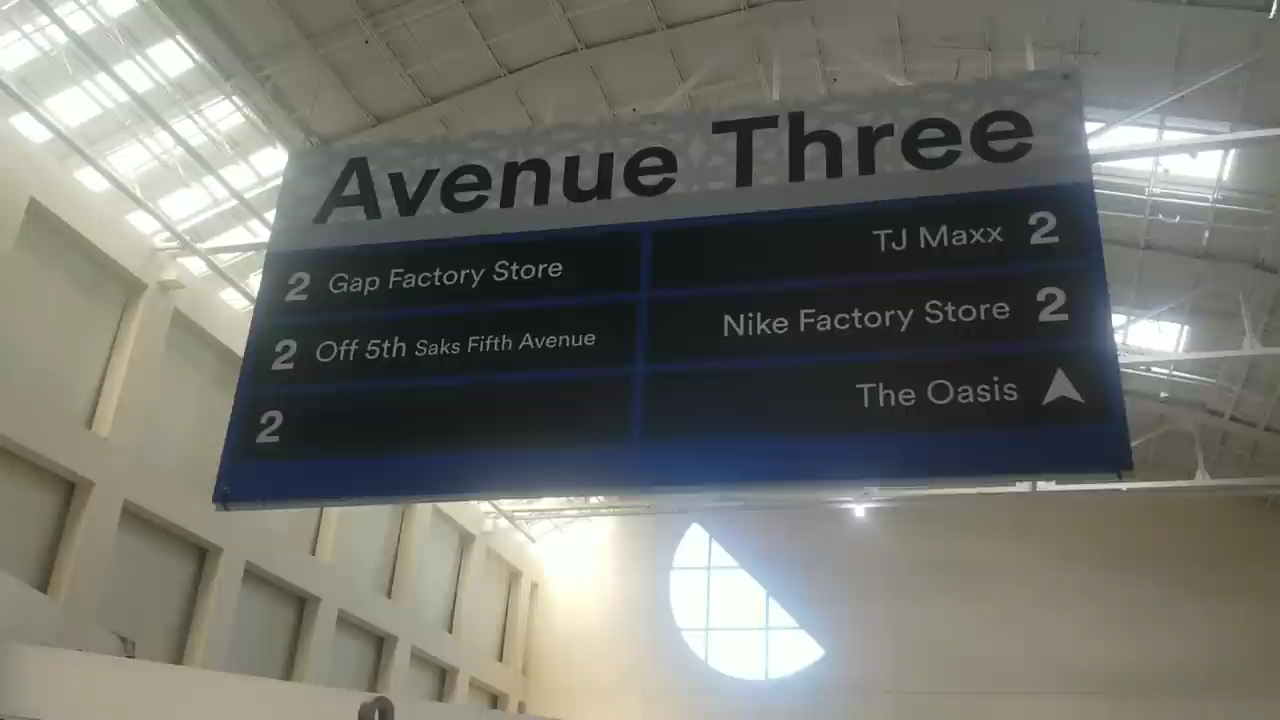 Avenue Three
2 Gap Factory Store
2 Off 5th Saks Fifth Avenue
2
TJ Maxx 2
Nike Factory Store 2
The Oasis